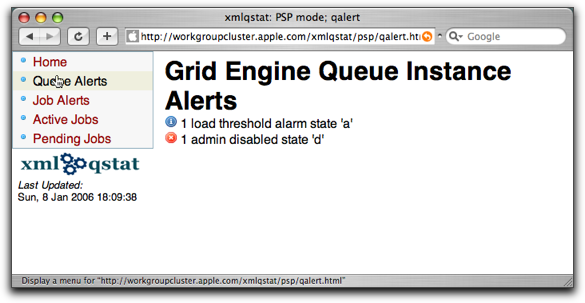 xmlqstat: PSP mode; qalert
http://workgroupcluster.apple.com/xmlqstat/psp/qalert.ht
Google
Home
Queue Alerts
Job Alerts
Active Jobs
Pending Jobs
xml qstat
Last Updated:
Sun, 8 Jan 2006 18:09:38
Grid Engine Queue Instance
Alerts
1 load threshold alarm state 'a'
1 admin disabled state 'd'
Display a menu for "http://workgroupcluster.apple.com/xmlqstat/psp/qalert.html"